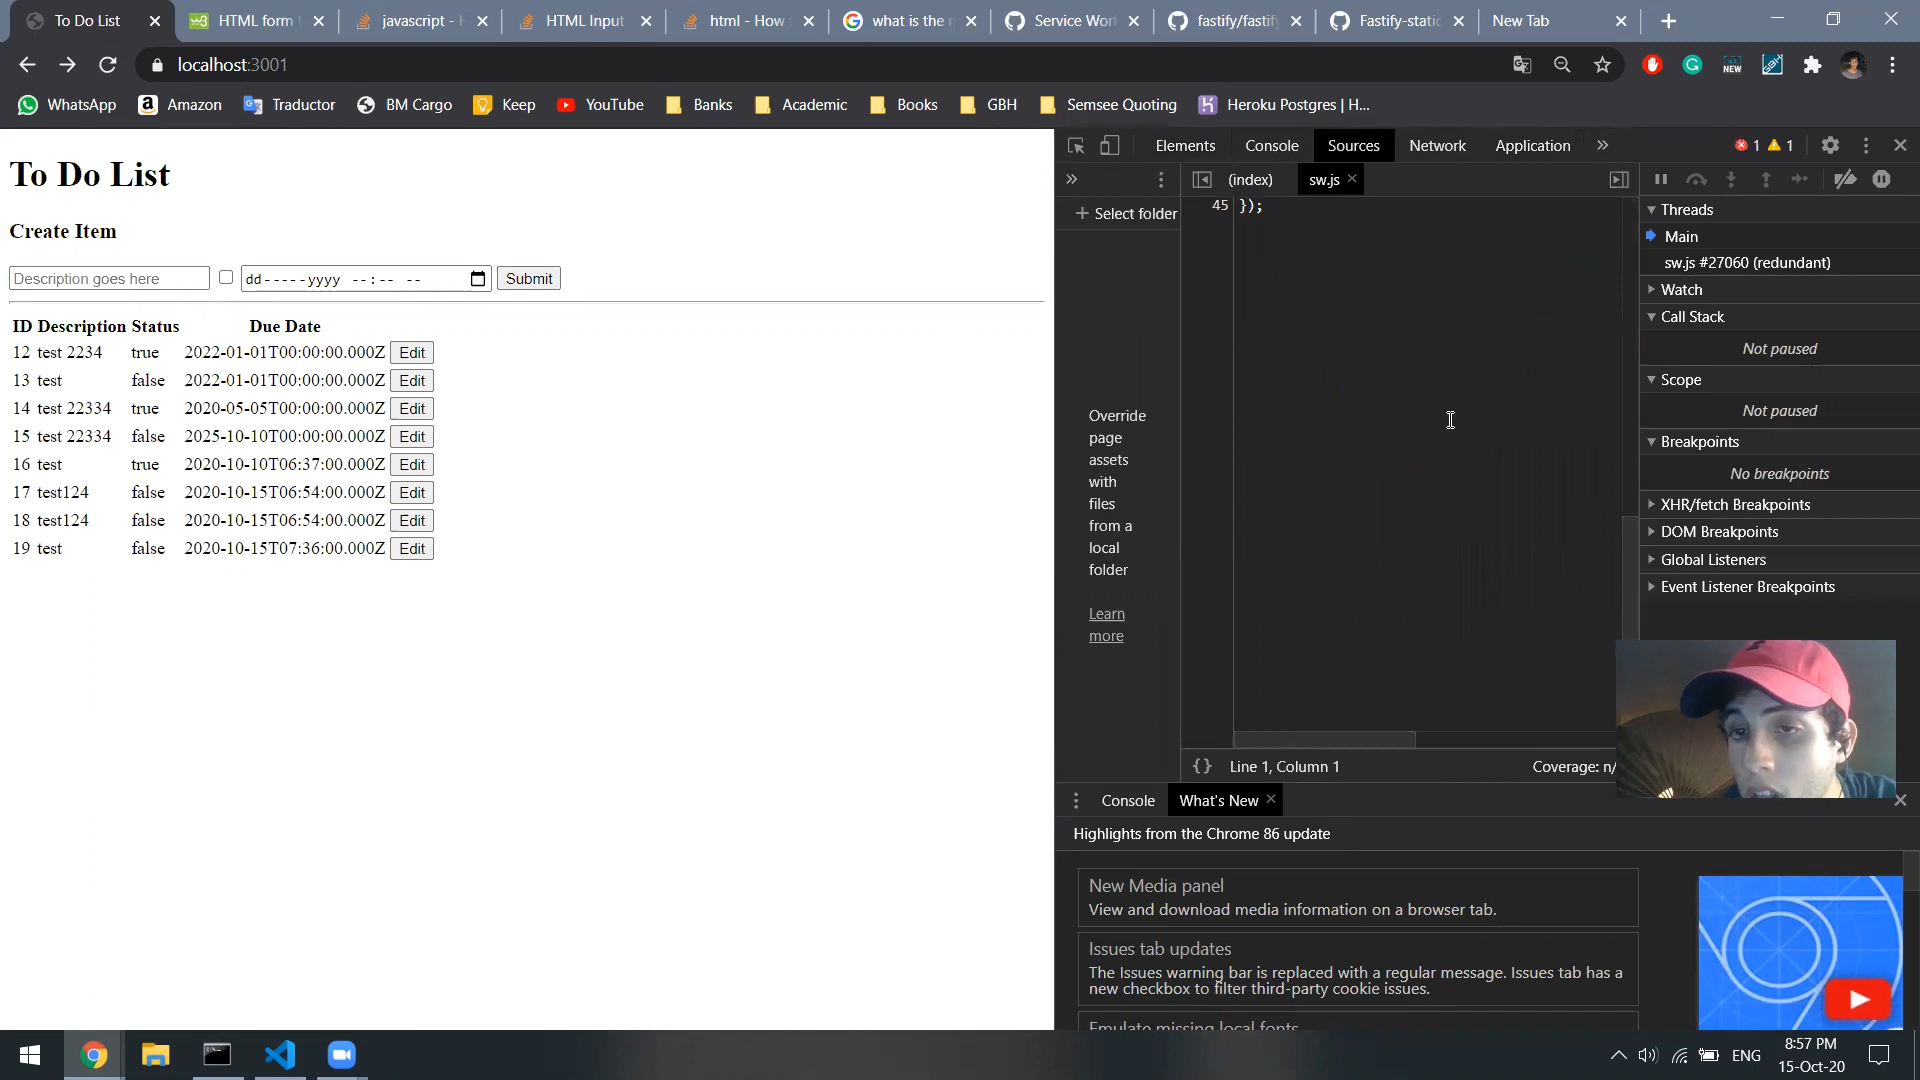 To Do List
HTML form
javascript - H
HTML Input
html - How
what is the
Service Wor
fastify/fastify
Fastify-static
New Tab
localhost:3001
NEW
WhatsApp
Amazon
Traductor
BM Cargo
Keep
YouTube
Banks
Academic
Books
GBH
Semsee Quoting
Heroku Postgres | H...
To Do List
Create Item
Description goes here
dd-----yyyy --:-- --
Submit
ID Description Status Due Date
12 test 2234 true 2022-01-01T00:00:00.000Z Edit
13 test false 2022-01-01T00:00:00.000Z Edit
14 test 22334 true 2020-05-05T00:00:00.000Z Edit
15 test 22334 false 2025-10-10T00:00:00.000Z Edit
16 test true 2020-10-10T06:37:00.000Z Edit
17 test124 false 2020-10-15T06:54:00.000Z Edit
18 test124 false 2020-10-15T06:54:00.000Z Edit
19 test false 2020-10-15T07:36:00.000Z Edit
Elements Console Sources Network Application » 1 1
» (index) sw.js
+ Select folder
Override
page
assets
with
files
from a
local
folder
Learn
more
45 });
{} Line 1, Column 1 Coverage: n/
Threads
Main
sw.js #27060 (redundant)
Watch
Call Stack
Not paused
Scope
Not paused
Breakpoints
No breakpoints
XHR/fetch Breakpoints
DOM Breakpoints
Global Listeners
Event Listener Breakpoints
Console What's New
Highlights from the Chrome 86 update
New Media panel
View and download media information on a browser tab.
Issues tab updates
The Issues warning bar is replaced with a regular message. Issues tab has a
new checkbox to filter third-party cookie issues.
Emulate missing local fonts
ENG
8:57 PM
15-Oct-20